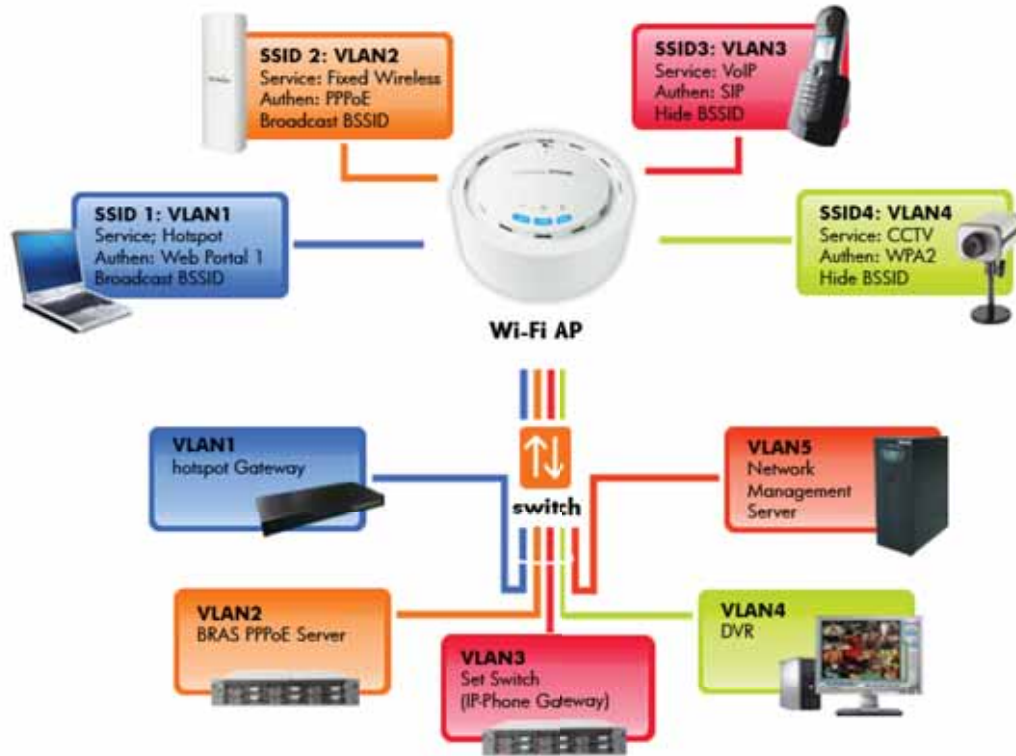 SSID 2: VLAN2
Service: Fixed Wireless
Authen: PPPoE
Broadcast BSSID
SSID3: VLAN3
Service: VoIP
Authen: SIP
Hide BSSID
SSID 1: VLAN1
Service; Hotspot
Authen: Web Portal 1
Broadcast BSSID
SSID4: VLAN4
Service: CCTV
Authen: WPA2
Hide BSSID
Wi-Fi AP
VLAN1
hotspot Gateway
switch
VLAN5
Network
Management
Server
VLAN2
BRAS PPPoE Server
VLAN3
Set Switch
(IP-Phone Gateway)
VLAN4
DVR